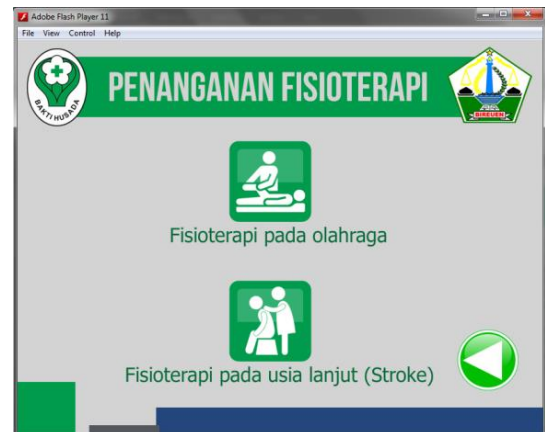 Adobe Flash Player 11
File View Control Help
PENANGANAN FISIOTERAPI
BAKTI HUSADA
BIREUEN
Fisioterapi pada olahraga
Fisioterapi pada usia lanjut (Stroke)